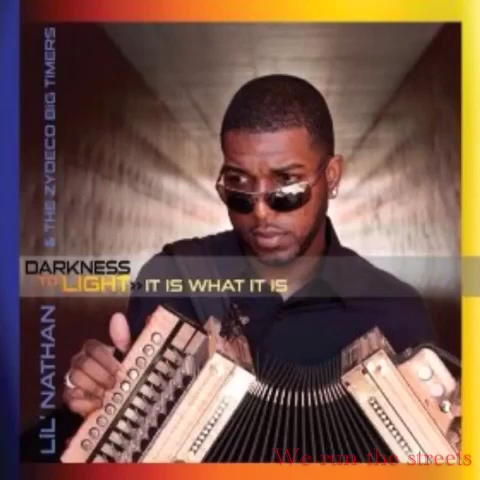 LIL' NATHAN & THE ZYDECO BIG TIMERS
DARKNESS
TO LIGHT >> IT IS WHAT IT IS
We run the streets